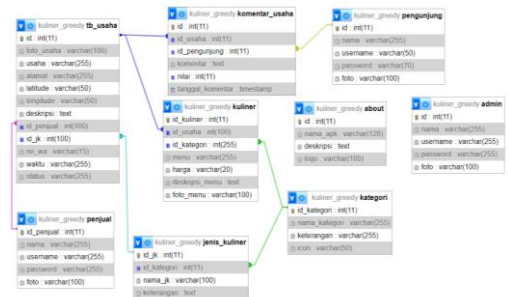 kuliner_greedy tb_usaha
id : int(11)
foto_usaha : varchar(100)
usaha : varchar(255)
alamat : varchar(255)
latitude : varchar(50)
longitude : varchar(50)
deskripsi : text
id_penjual : int(100)
id_jk : int(100)
no_wa : varchar(15)
waktu : varchar(255)
status : varchar(255)
kuliner_greedy komentar_usaha
id : int(11)
id_usaha : int(11)
id_pengunjung : int(11)
komentar : text
nilai : int(11)
tanggal_komentar : timestamp
kuliner_greedy pengunjung
id : int(11)
nama : varchar(255)
username : varchar(50)
password : varchar(70)
foto : varchar(100)
kuliner_greedy kuliner
id_kuliner : int(11)
id_usaha : int(100)
id_kategori : int(255)
menu : varchar(255)
harga : varchar(20)
deskripsi_menu : text
foto_menu : varchar(100)
kuliner_greedy about
id : int(11)
nama_apk : varchar(128)
deskripsi : text
logo : varchar(100)
kuliner_greedy admin
id : int(11)
nama : varchar(255)
username : varchar(255)
password : varchar(255)
foto : varchar(100)
kuliner_greedy penjual
id_penjual : int(11)
nama : varchar(255)
username : varchar(255)
password : varchar(255)
foto : varchar(100)
kuliner_greedy jenis_kuliner
id_jk : int(11)
id_kategori : int(11)
nama_jk : varchar(100)
keterangan : text
kuliner_greedy kategori
id_kategori : int(11)
nama_kategori : varchar(255)
keterangan : varchar(255)
icon : varchar(50)